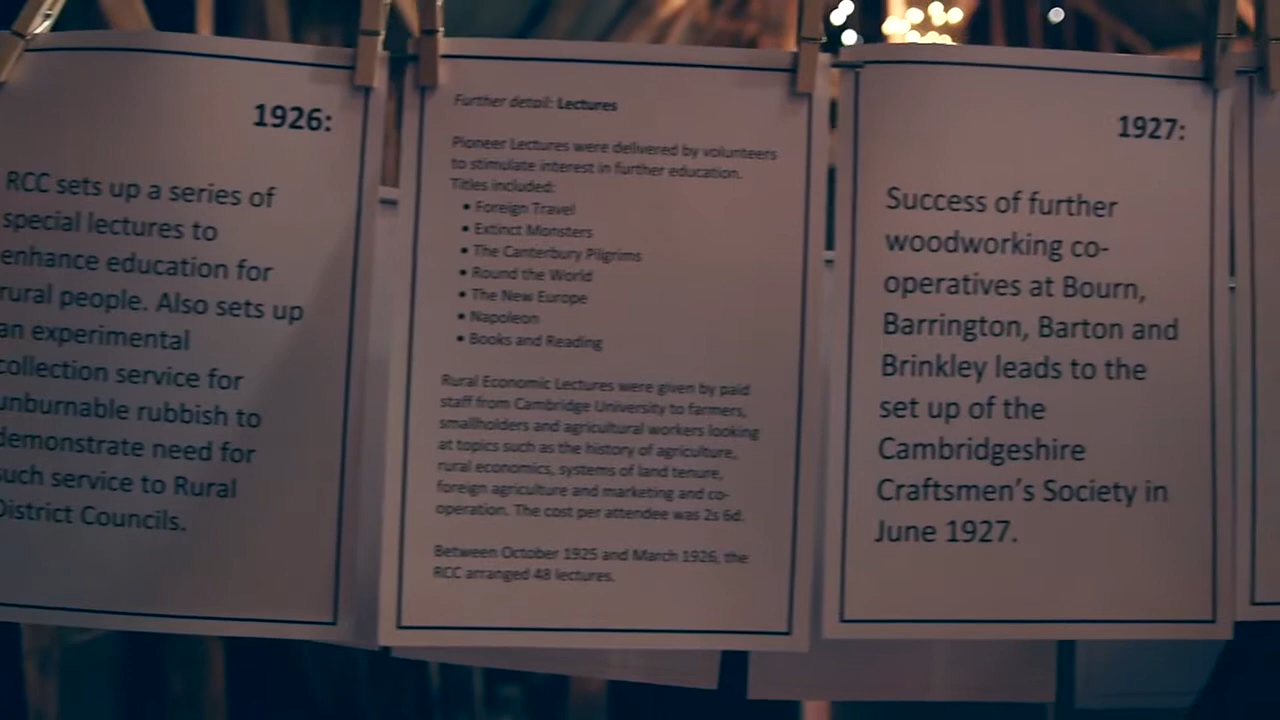 1926:
RCC sets up a series of
special lectures to
enhance education for
rural people. Also sets up
an experimental
collection service for
unburnable rubbish to
demonstrate need for
such service to Rural
District Councils.
Further detail: Lectures
Pioneer Lectures were delivered by volunteers
to stimulate interest in further education.
Titles included:
• Foreign Travel
• Extinct Monsters
• The Canterbury Pilgrims
• Round the World
• The New Europe
• Napoleon
• Books and Reading
Rural Economic Lectures were given by paid
staff from Cambridge University to farmers,
smallholders and agricultural workers looking
at topics such as the history of agriculture,
rural economics, systems of land tenure,
foreign agriculture and marketing and co-
operation. The cost per attendee was 2s 6d.
Between October 1925 and March 1926, the
RCC arranged 48 lectures.
1927:
Success of further
woodworking co-
operatives at Bourn,
Barrington, Barton and
Brinkley leads to the
set up of the
Cambridgeshire
Craftsmen's Society in
June 1927.